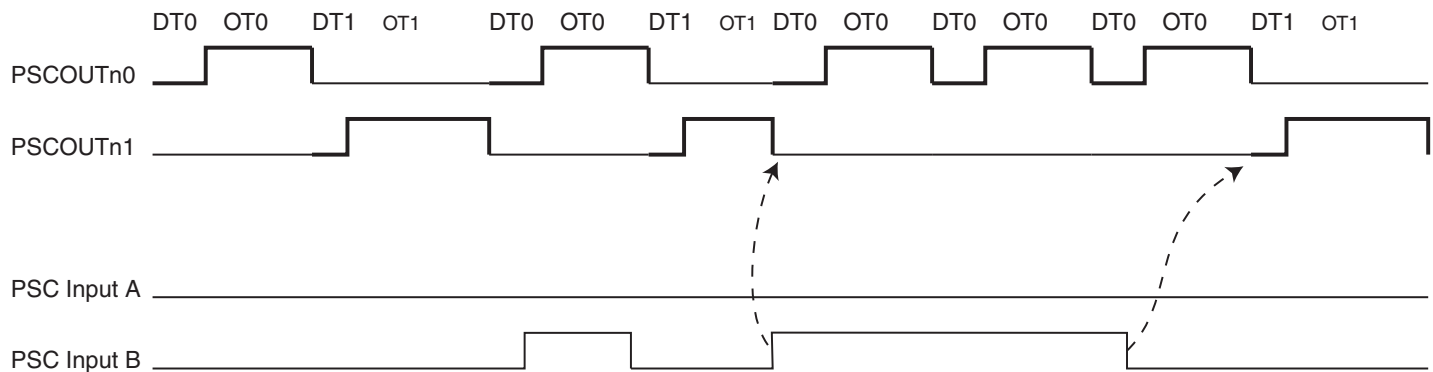 DT0 OT0 DT1 OT1 DT0 OT0 DT1 OT1 DT0 OT0 DT0 OT0 DT0 OT0 DT1 OT1
PSCOUTn0
PSCOUTn1
PSC Input A
PSC Input B